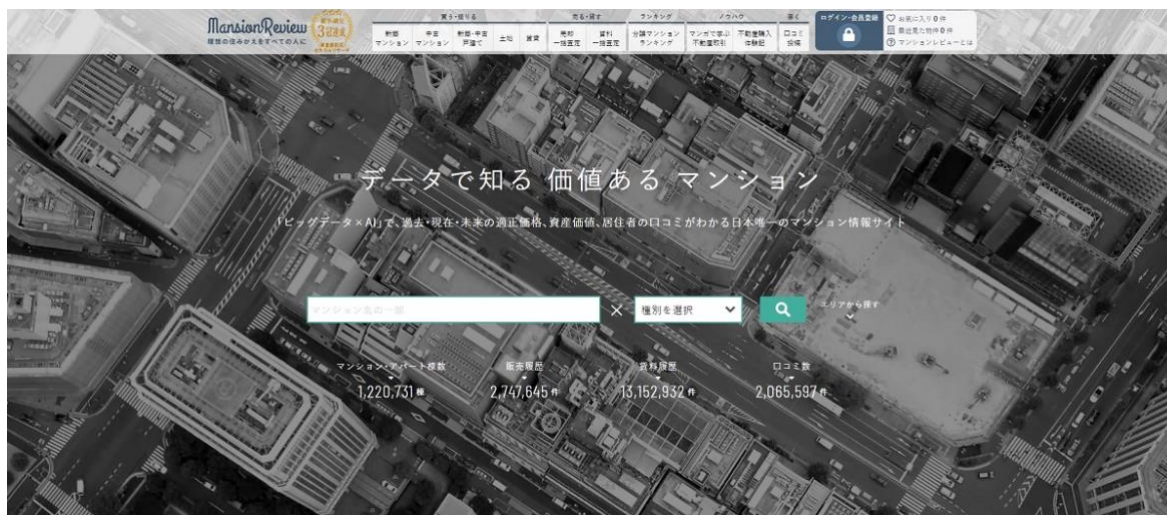 MansionReview
理想の住みかえをすべての人に
3冠達成
買う・借りる
売る・貸す
ランキング
ノウハウ
書く
新築
マンション
中古
マンション
新築・中古
戸建て
土地
賃貸
売却
一括査定
賃料
一括査定
分譲マンション
ランキング
マンガで学ぶ
不動産取引
不動産購入
体験記
口コミ
投稿
ログイン・会員登録
お気に入り 0 件
最近見た物件 0 件
マンションレビューとは
データで知る 価値ある マンション
「ビッグデータ×AI」で、過去・現在・未来の適正価格、資産価値、居住者の口コミがわかる日本唯一のマンション情報サイト
マンション名の一部
×
種別を選択
エリアから探す
マンション・アパート棟数
販売履歴
賃料履歴
口コミ数
1,220,731 棟
2,747,645 件
13,152,932 件
2,065,597 件